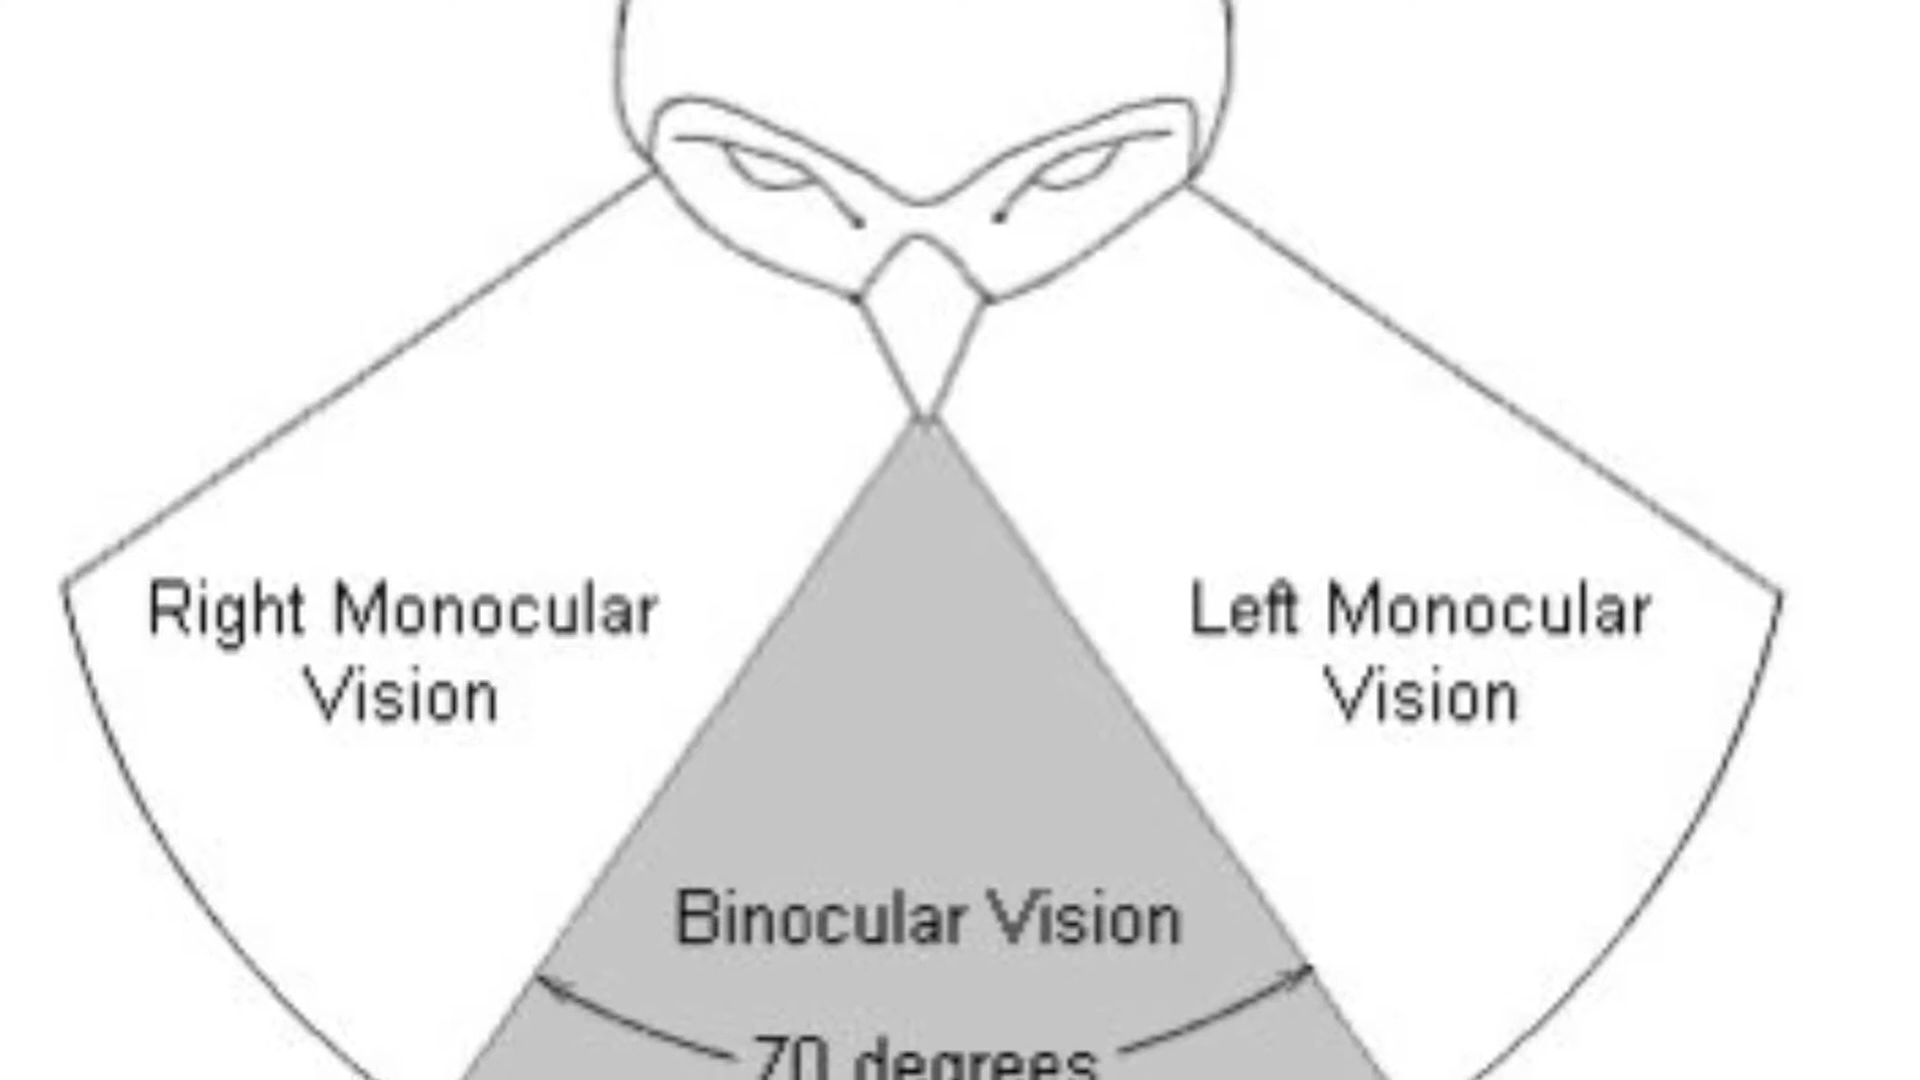 Right Monocular
Vision
Left Monocular
Vision
Binocular Vision
70 degrees